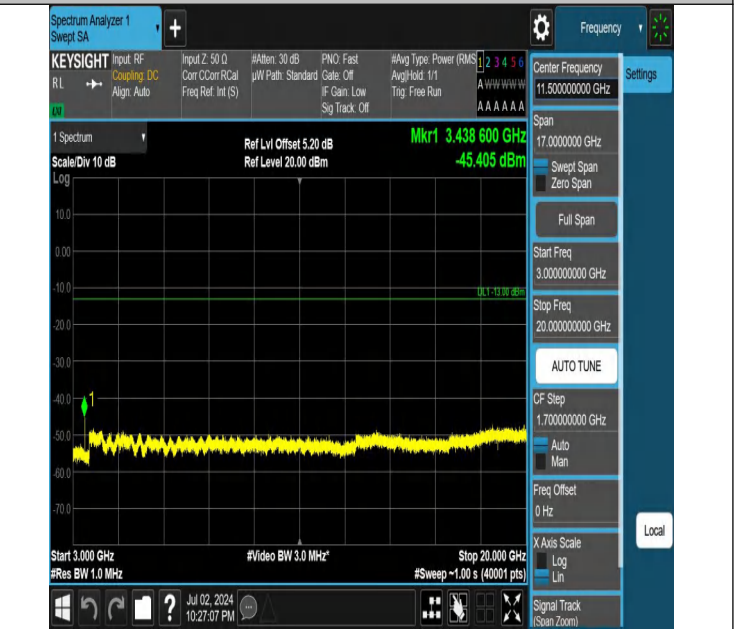 Spectrum Analyzer 1
Swept SA
+
Frequency
KEYSIGHT
Input: RF
Coupling: DC
Align: Auto
Input Z: 50 Ω
Corr CCorr RCal
Freq Ref: Int (S)
#Atten: 30 dB
µW Path: Standard
PNO: Fast
Gate: Off
IF Gain: Low
Sig Track: Off
#Avg Type: Power (RMS
Avg|Hold: 1/1
Trig: Free Run
1 2 3 4 5 6
A W W W W W
A A A A A A
R L
1 Spectrum
Scale/Div 10 dB
Ref Lvl Offset 5.20 dB
Ref Level 20.00 dBm
Mkr1 3.438 600 GHz
-45.405 dBm
Log
10.0
0.00
-10.0
-20.0
-30.0
-40.0
-50.0
-60.0
-70.0
DL1 -13.00 dBm
1
Start 3.000 GHz
#Res BW 1.0 MHz
#Video BW 3.0 MHz*
Stop 20.000 GHz
#Sweep ~1.00 s (40001 pts)
?
Jul 02, 2024
10:27:07 PM
Center Frequency
11.500000000 GHz
Settings
Span
17.0000000 GHz
Swept Span
Zero Span
Full Span
Start Freq
3.000000000 GHz
Stop Freq
20.000000000 GHz
AUTO TUNE
CF Step
1.700000000 GHz
Auto
Man
Freq Offset
0 Hz
X Axis Scale
Log
Lin
Local
Signal Track
(Span Zoom)